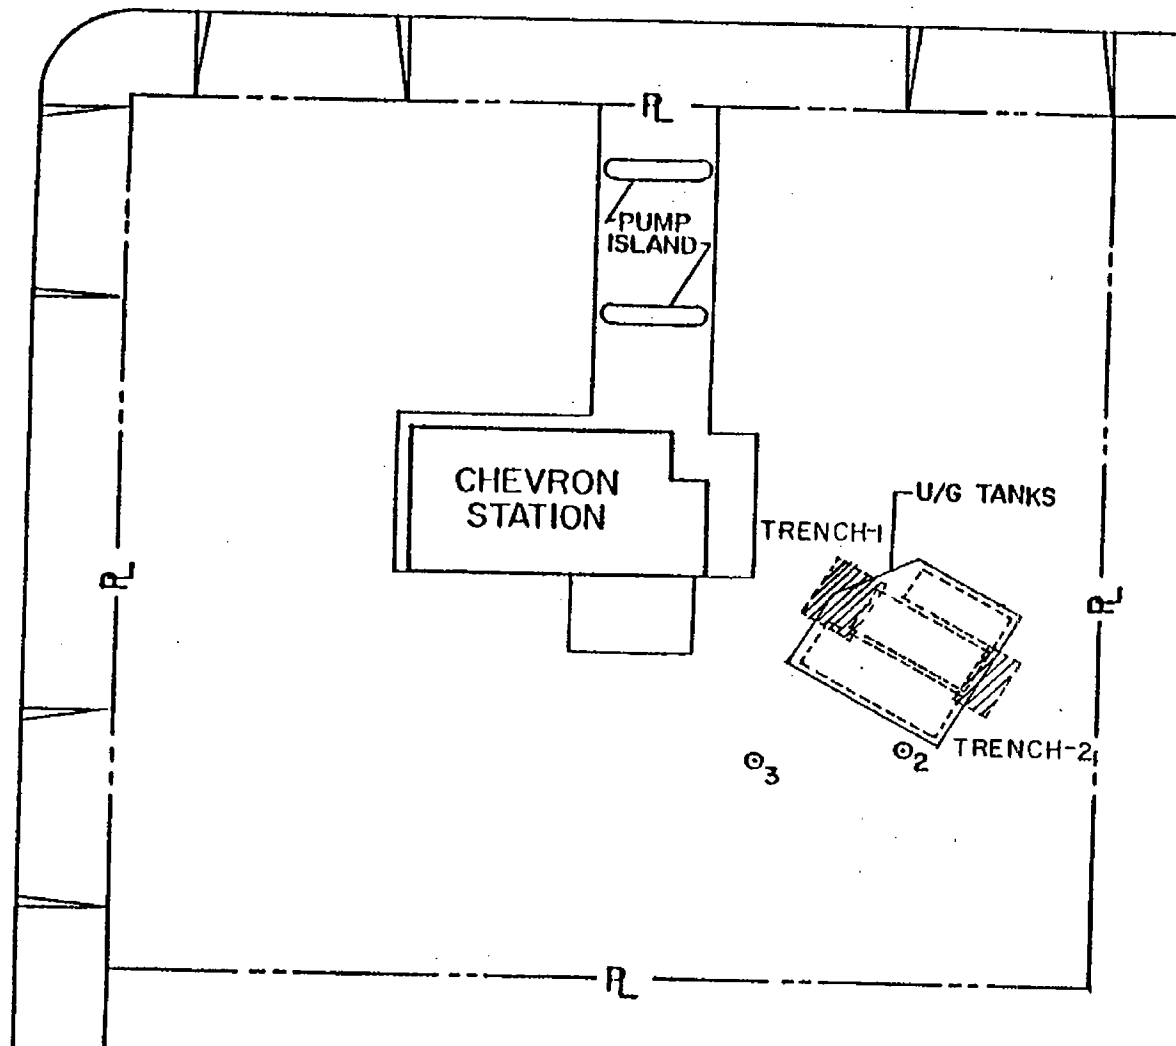 PL
PUMP
ISLAND
CHEVRON
STATION
U/G TANKS
TRENCH-1
PL
PL
TRENCH-2
2
3
PL